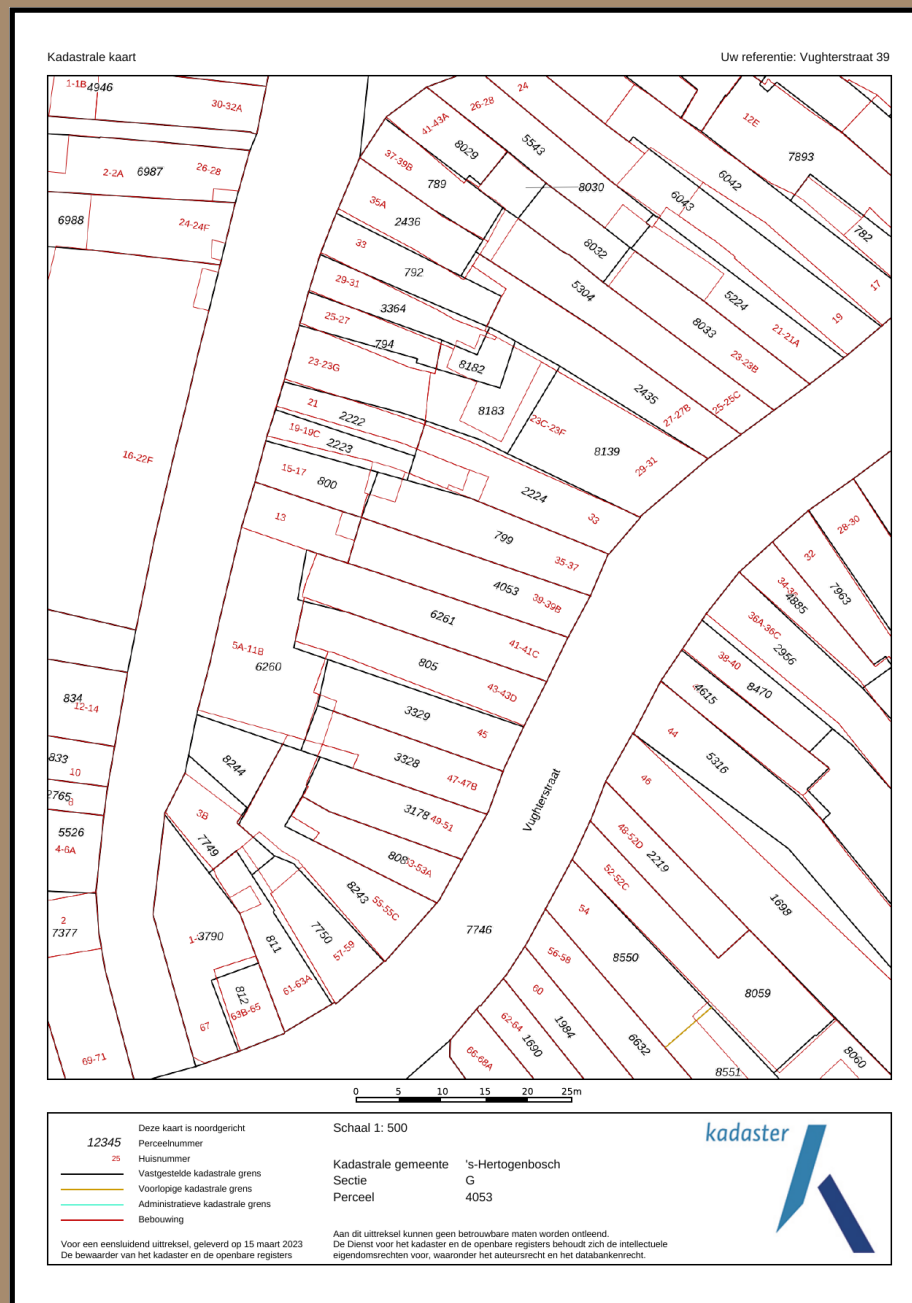 Kadastrale kaart
Uw referentie: Vughterstraat 39
1-1B
4946
30-32A
24
26-28
12E
41-43A
8029
5543
7893
2-2A
6987
26-28
37-39B
789
8030
6042
6043
6988
24-24F
35A
2436
782
8032
33
792
17
29-31
5304
5224
3364
19
25-27
8033
21-21A
794
23-23G
8182
23-23B
2435
25-25C
21
8183
27-27B
2222
23C-23F
19-19C
2223
8139
29-31
16-22F
15-17
800
2224
33
13
799
28-30
35-37
32
4053
39-39B
34-36
4885
7963
6261
36A-36C
41-41C
2956
5A-11B
6260
805
38-40
43-43D
4615
8470
834
12-14
3329
45
44
5316
833
10
8244
3328
47-47B
46
2765
8
3178
49-51
Vughterstraat
5526
4-6A
3B
7749
808
53-53A
48-52D
2219
52-52C
8243
55-55C
1698
2
7377
3790
811
7750
57-59
7746
54
8550
56-58
812
61-63A
60
8059
63B-65
67
62-64
1690
1984
6632
69-71
66-68A
8551
8060
0 5 10 15 20 25m
Deze kaart is noordgericht
12345 Perceelnummer
25 Huisnummer
Vastgestelde kadastrale grens
Voorlopige kadastrale grens
Administratieve kadastrale grens
Bebouwing
Voor een eensluidend uittreksel, geleverd op 15 maart 2023
De bewaarder van het kadaster en de openbare registers
Schaal 1: 500
Kadastrale gemeente 's-Hertogenbosch
Sectie G
Perceel 4053
Aan dit uittreksel kunnen geen betrouwbare maten worden ontleend.
De Dienst voor het kadaster en de openbare registers behoudt zich de intellectuele
eigendomsrechten voor, waaronder het auteursrecht en het databankenrecht.
kadaster